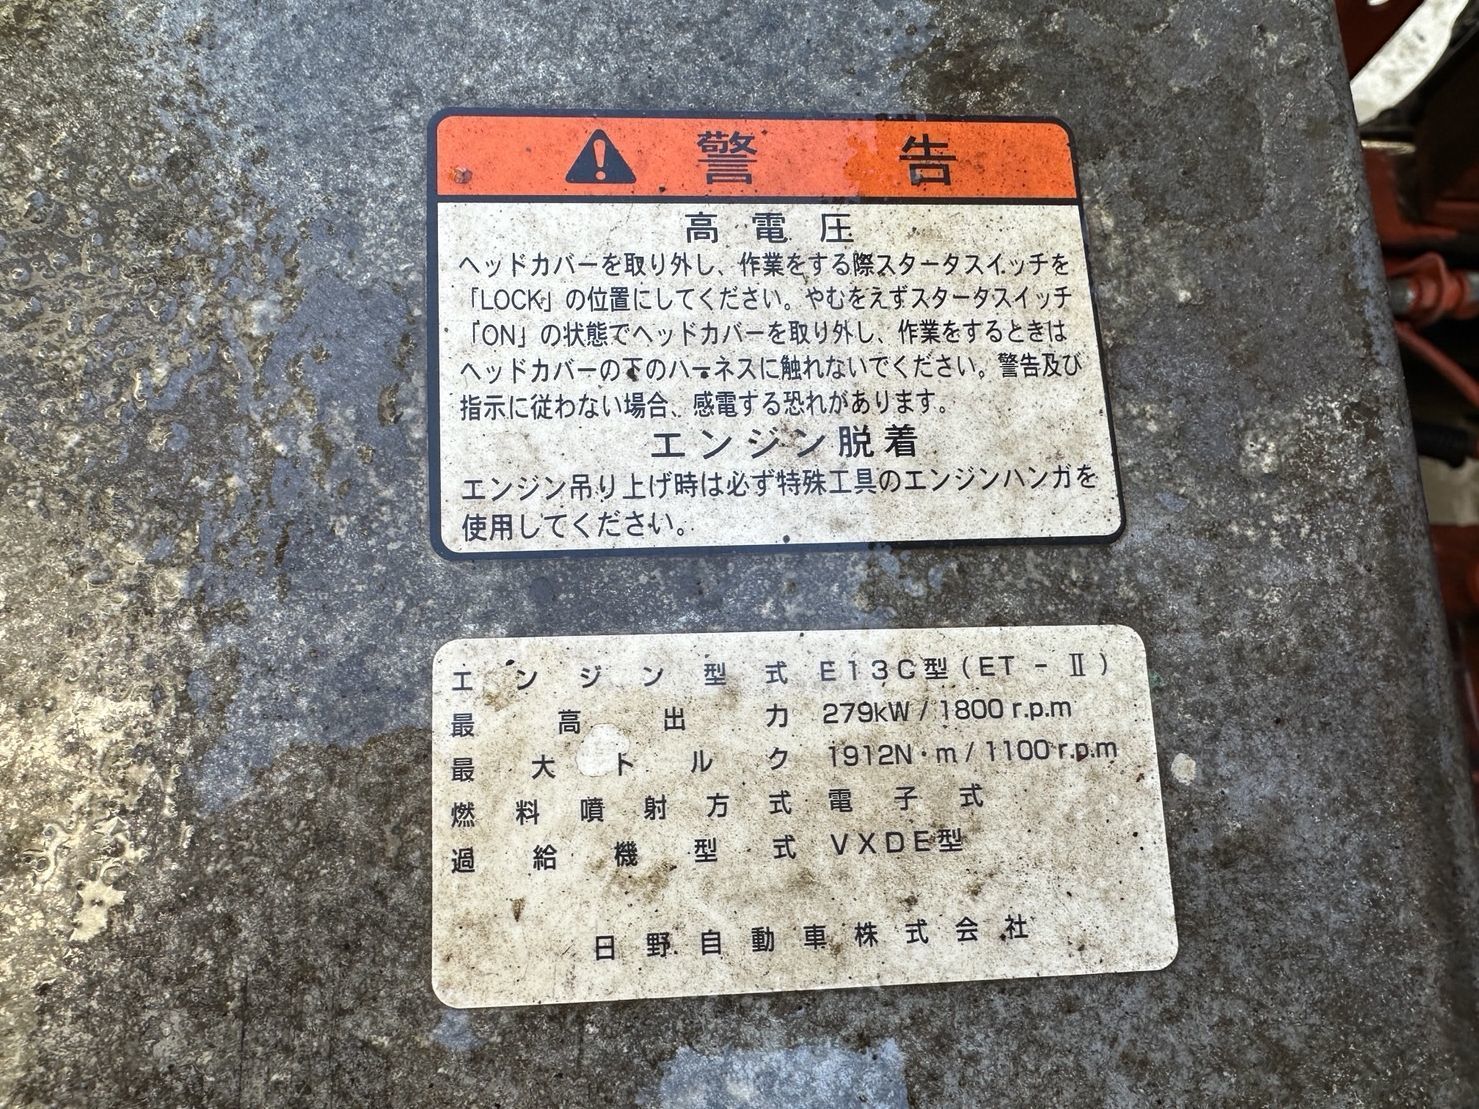 警告
高電圧
ヘッドカバーを取り外し、作業をする際スタータスイッチを
「LOCK」の位置にしてください。やむをえずスタータスイッチ
「ON」の状態でヘッドカバーを取り外し、作業をするときは
ヘッドカバーの下のハーネスに触れないでください。警告及び
指示に従わない場合、感電する恐れがあります。
エンジン脱着
エンジン吊り上げ時は必ず特殊工具のエンジンハンガを
使用してください。
エンジン型式 E13C型(ET-Ⅱ)
最高出力 279kW/1800r.p.m
最大トルク 1912N・m/1100r.p.m
燃料噴射方式 電子式
過給機型式 VXDE型
日野自動車株式会社